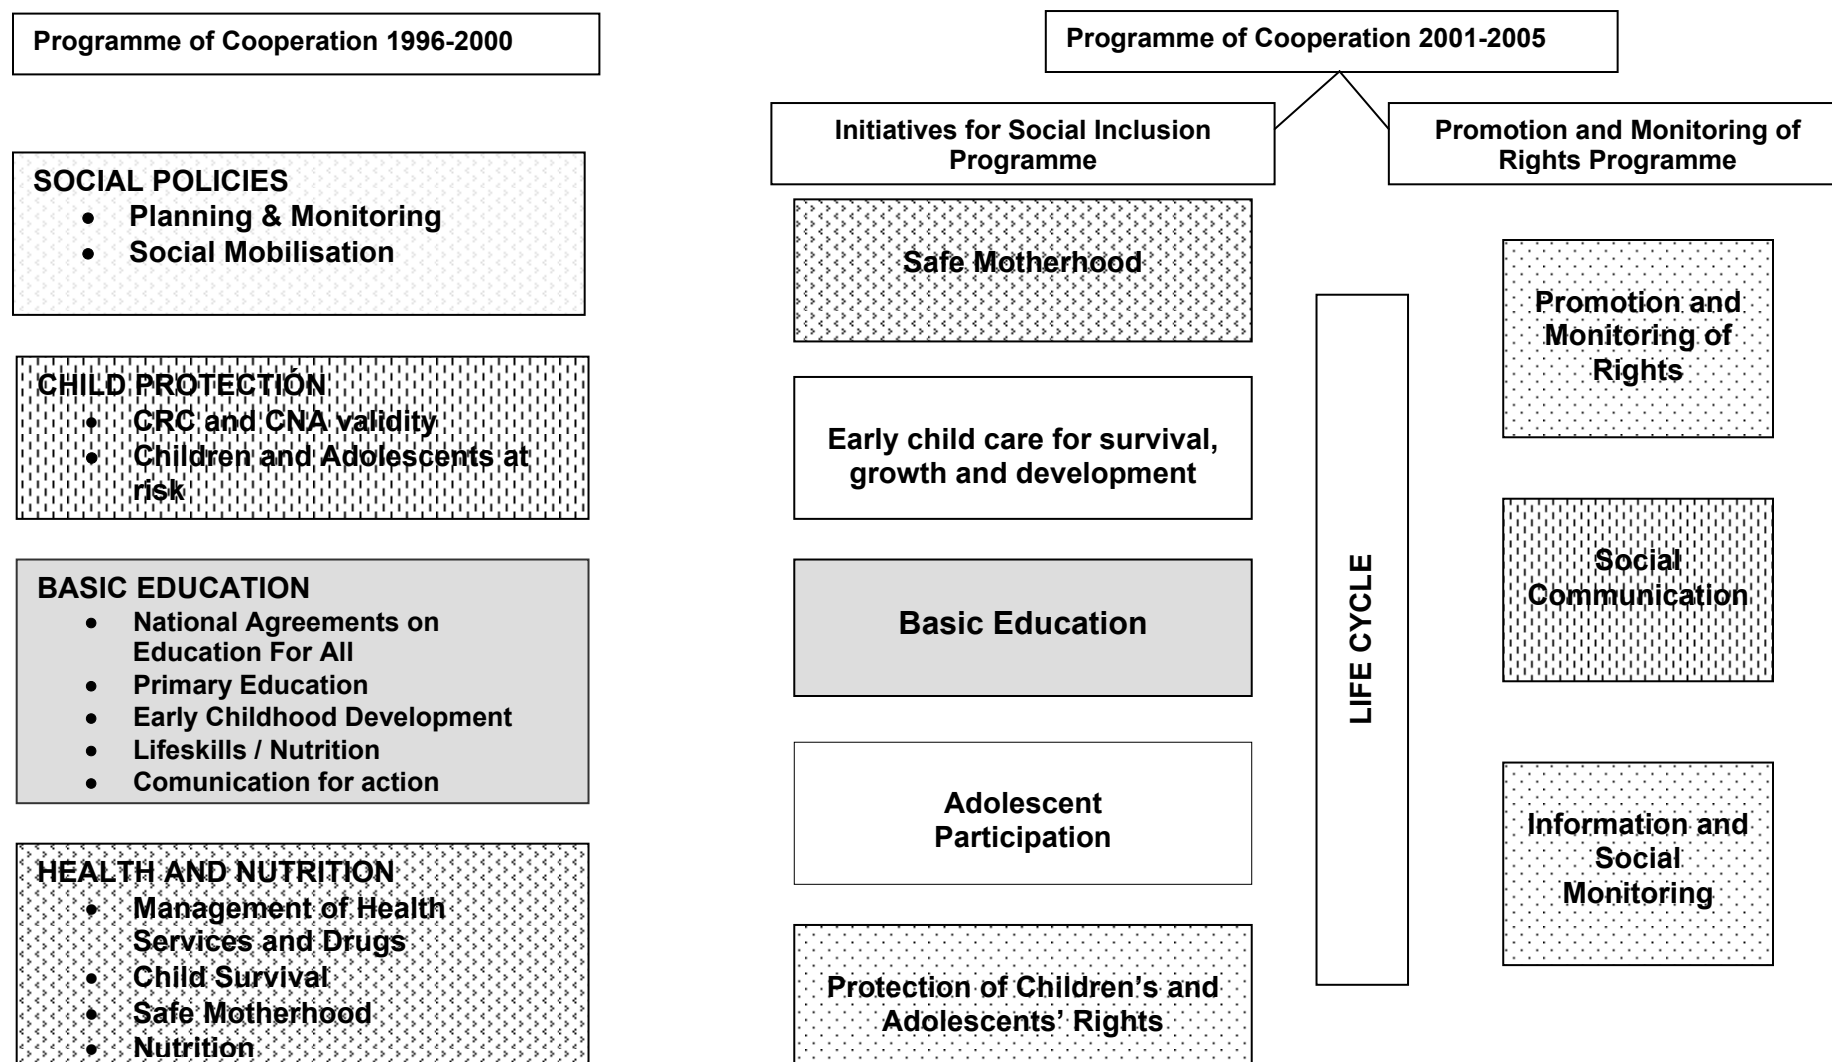 Programme of Cooperation 1996-2000
SOCIAL POLICIES
• Planning & Monitoring
• Social Mobilisation
CHILD PROTECTIÓN
• CRC and CNA validity
• Children and Adolescents at
risk
BASIC EDUCATION
• National Agreements on
Education For All
• Primary Education
• Early Childhood Development
• Lifeskills / Nutrition
• Comunication for action
HEALTH AND NUTRITION
• Management of Health
Services and Drugs
• Child Survival
• Safe Motherhood
• Nutrition
Programme of Cooperation 2001-2005
Initiatives for Social Inclusion
Programme
Safe Motherhood
Early child care for survival,
growth and development
Basic Education
Adolescent
Participation
Protection of Children’s and
Adolescents’ Rights
LIFE CYCLE
Promotion and Monitoring of
Rights Programme
Promotion and
Monitoring of
Rights
Social
Communication
Information and
Social
Monitoring